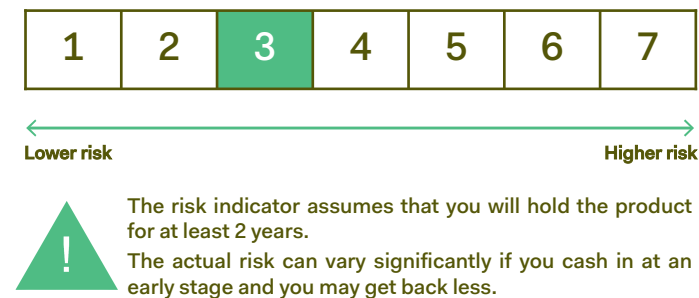 1 2 3 4 5 6 7
Lower risk Higher risk
!
The risk indicator assumes that you will hold the product
for at least 2 years.
The actual risk can vary significantly if you cash in at an
early stage and you may get back less.